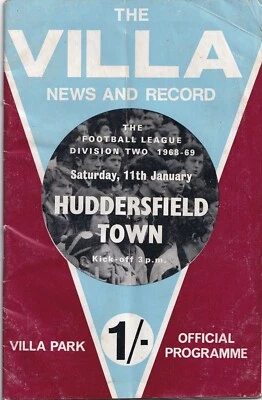 THE
VILLA
NEWS AND RECORD
THE
FOOTBALL LEAGUE
DIVISION TWO 1968-69
Saturday, 11th January
HUDDERSFIELD
TOWN
Kick-off 3 p.m.
VILLA PARK
1/-
OFFICIAL
PROGRAMME